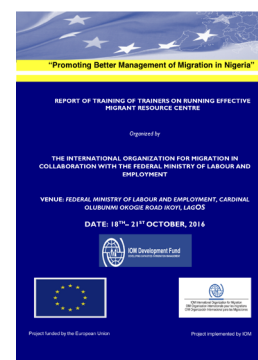 “Promoting Better Management of Migration in Nigeria”
REPORT OF TRAINING OF TRAINERS ON RUNNING EFFECTIVE
MIGRANT RESOURCE CENTRE
Organized by
THE INTERNATIONAL ORGANIZATION FOR MIGRATION IN
COLLABORATION WITH THE FEDERAL MINISTRY OF LABOUR AND
EMPLOYMENT
VENUE: FEDERAL MINISTRY OF LABOUR AND EMPLOYMENT, CARDINAL
OLUBUNMI OKOGIE ROAD IKOYI, LAGOS
DATE: 18TH– 21ST OCTOBER, 2016
IOM Development Fund
Project funded by the European Union
Project implemented by IOM